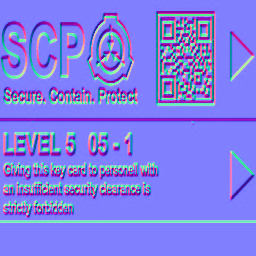 SCP
Secure. Contain. Protect
LEVEL 5 05 - 1
Giving this key card to personell with
an insufficient security clearance is
strictly forbidden